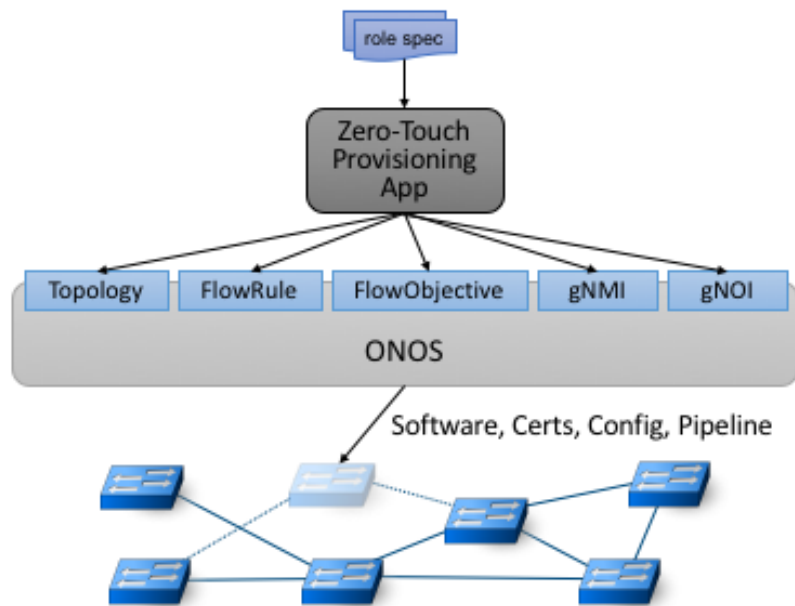 role spec
Zero-Touch
Provisioning
App
Topology
FlowRule
FlowObjective
gNMI
gNOI
ONOS
Software, Certs, Config, Pipeline